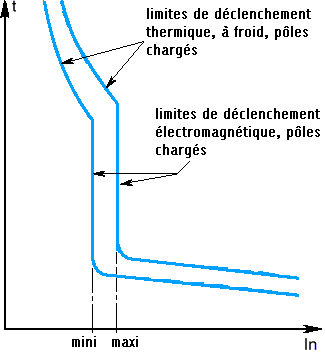 t
limites de déclenchement
thermique, à froid, pôles
chargés
limites de déclenchement
électromagnétique, pôles
chargés
mini
maxi
In